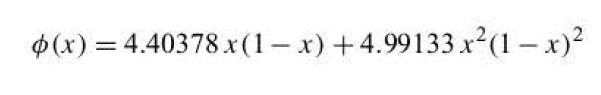 ϕ(x) = 4.40378 x(1 − x) + 4.99133 x²(1 − x)²